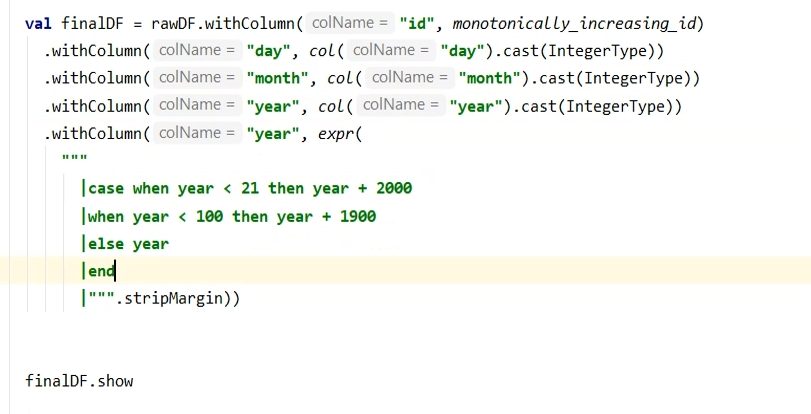 val finalDF = rawDF.withColumn( colName = "id", monotonically_increasing_id)
.withColumn( colName = "day", col( colName = "day").cast(IntegerType))
.withColumn( colName = "month", col( colName = "month").cast(IntegerType))
.withColumn( colName = "year", col( colName = "year").cast(IntegerType))
.withColumn( colName = "year", expr(
"""
|case when year < 21 then year + 2000
|when year < 100 then year + 1900
|else year
|end
|""".stripMargin))
finalDF.show